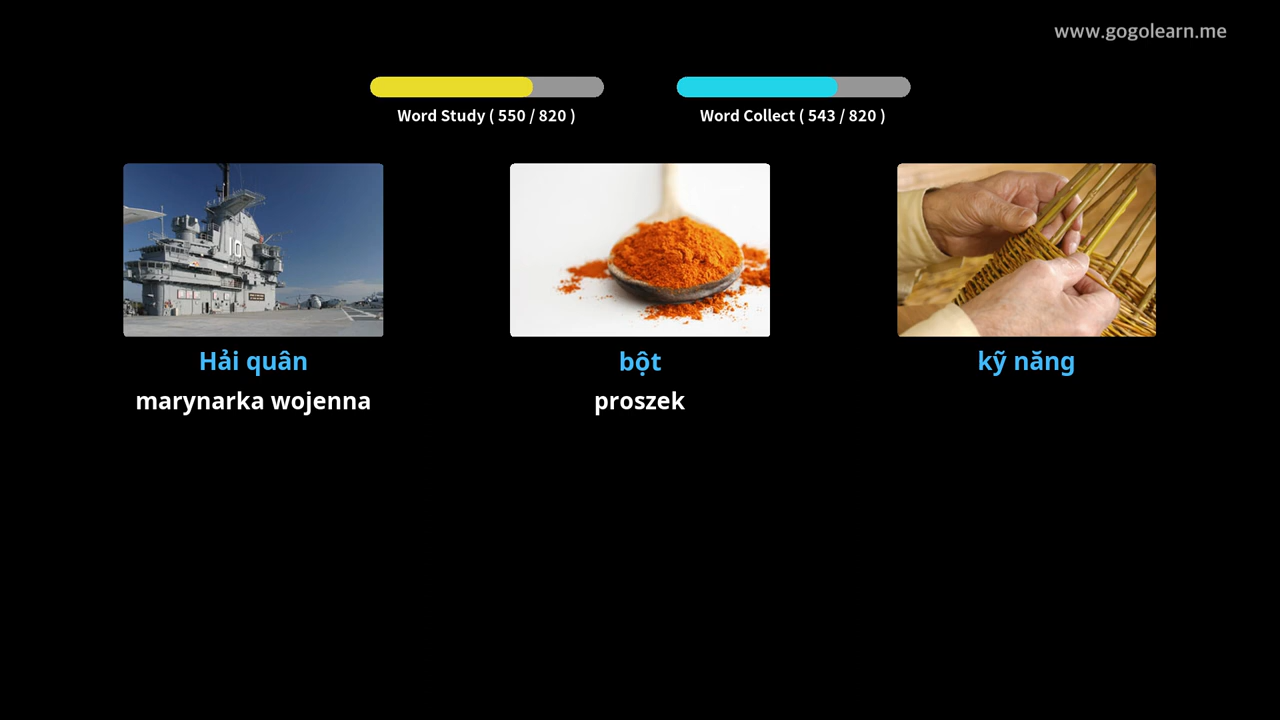 www.gogolearn.me
Word Study ( 550 / 820 )
Word Collect ( 543 / 820 )
10
Hải quân
bột
kỹ năng
marynarka wojenna
proszek